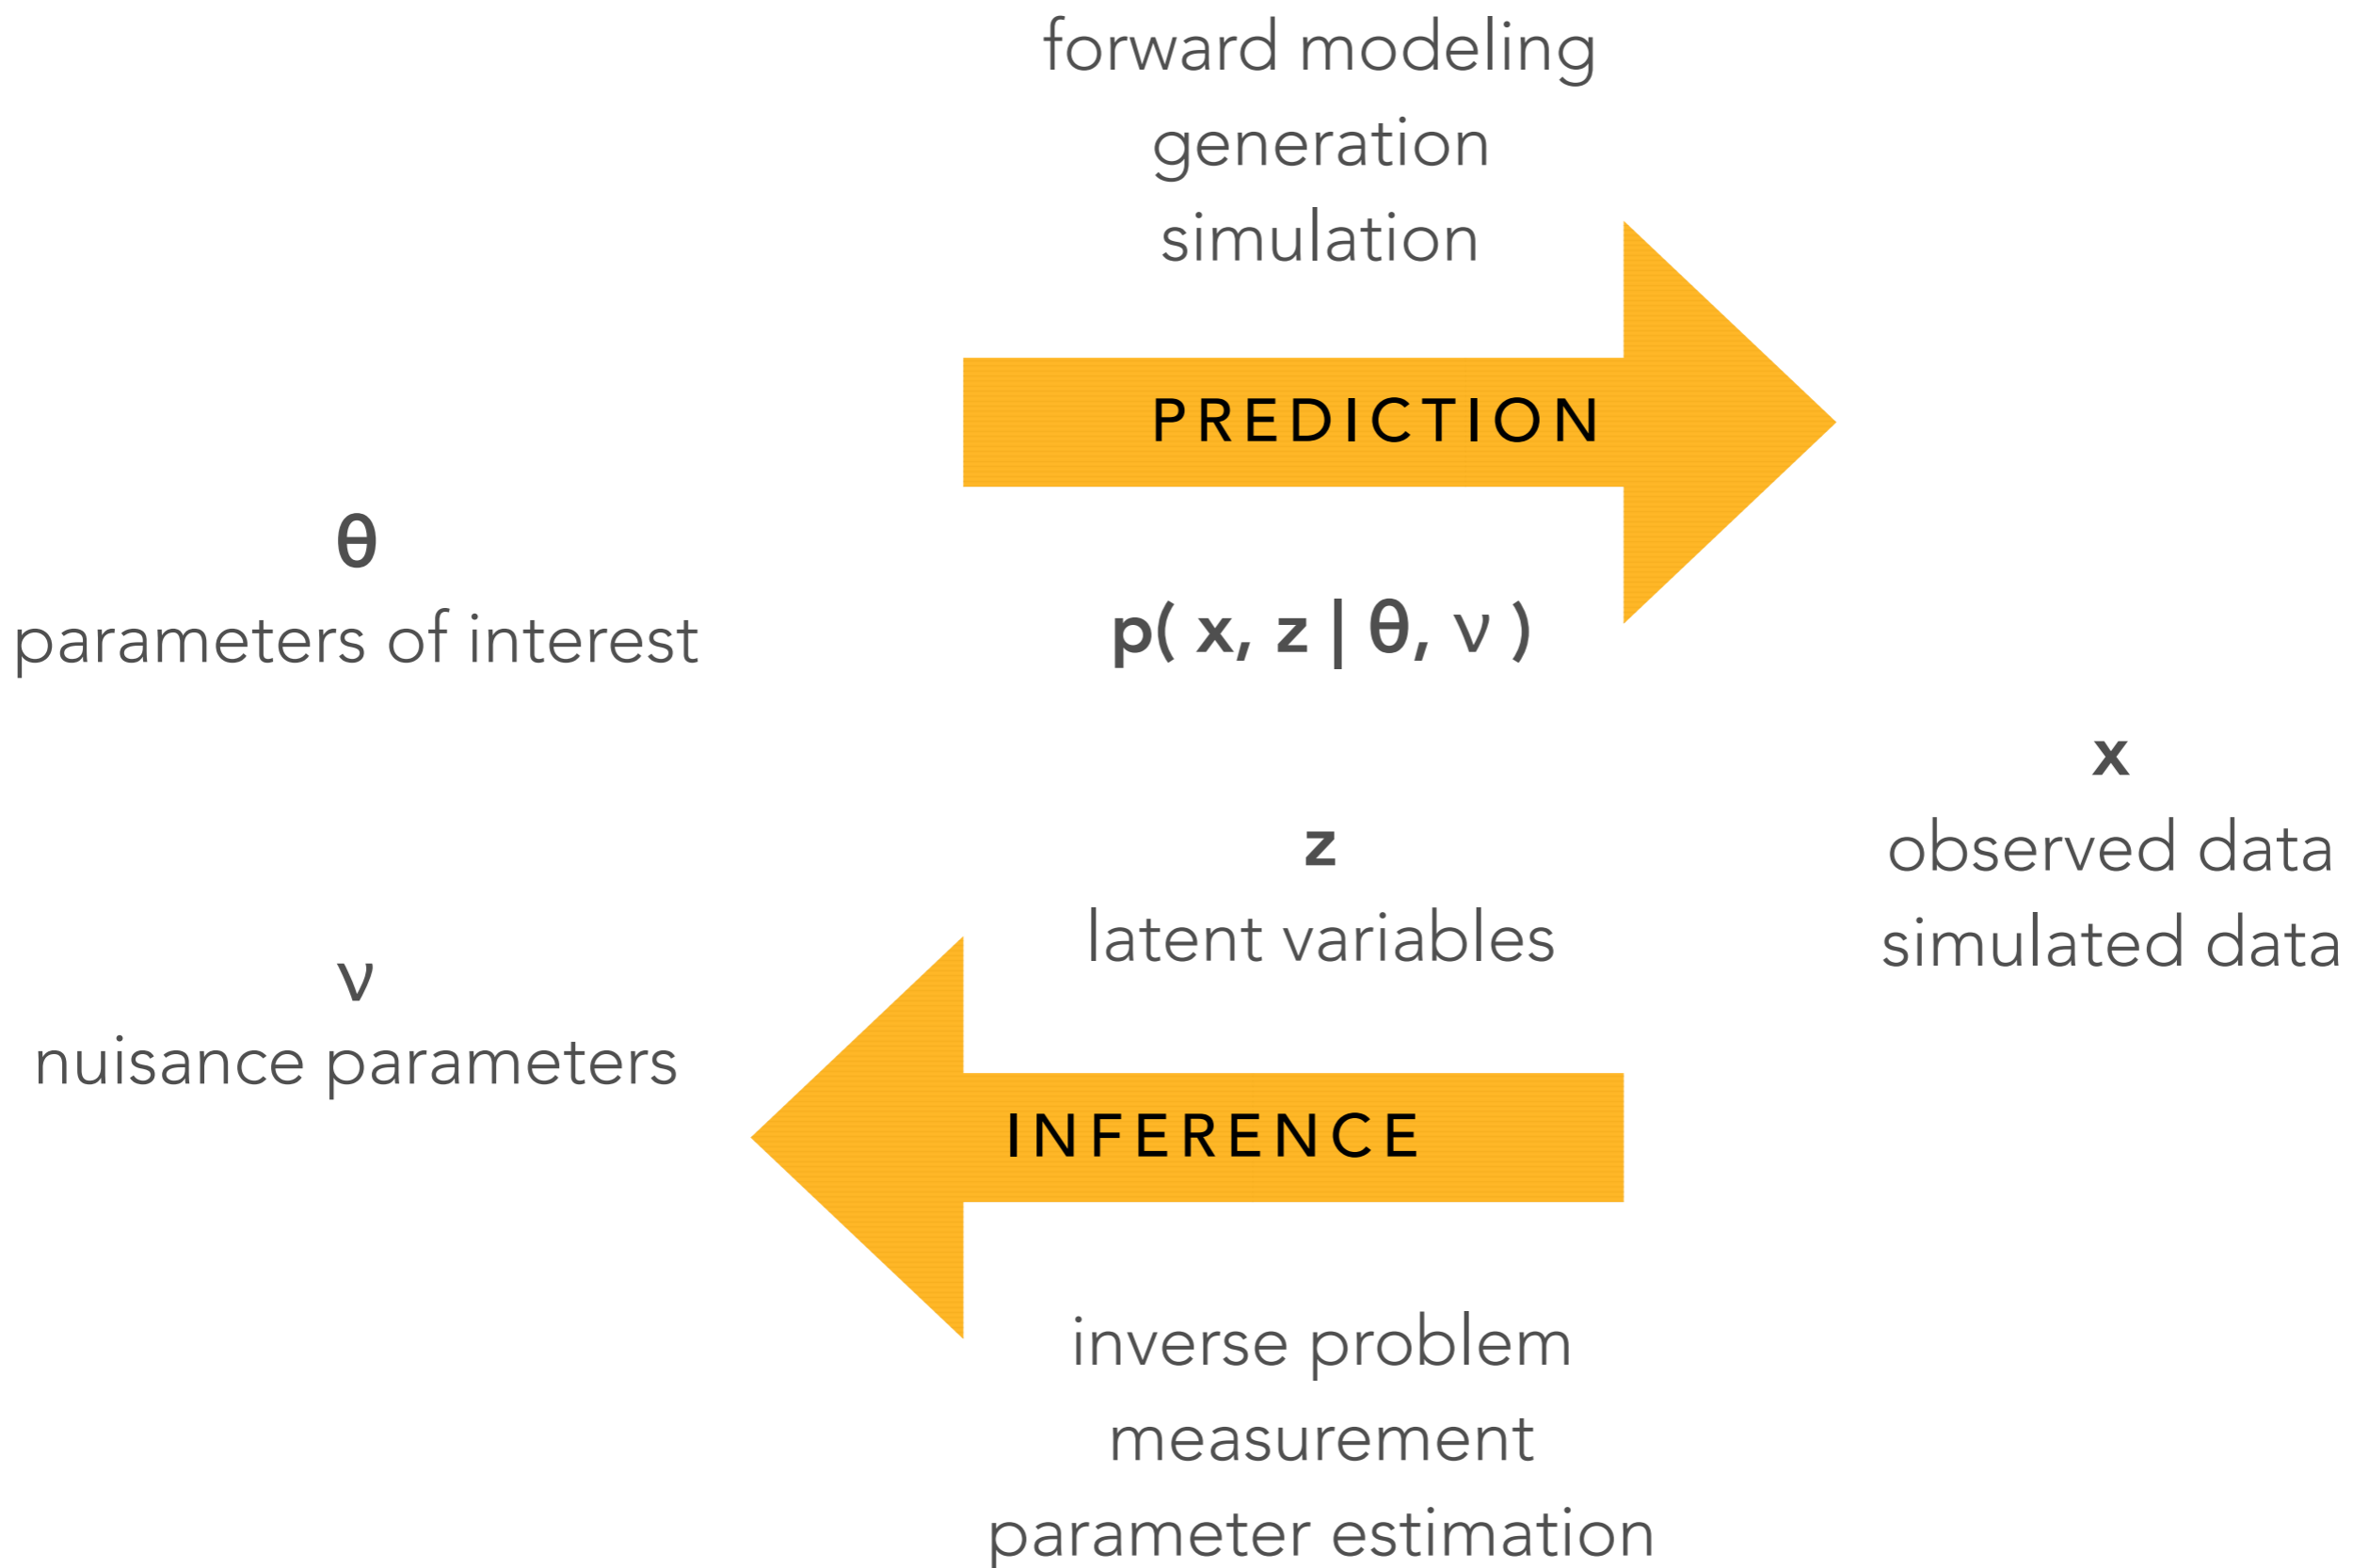 forward modeling
generation
simulation
PREDICTION
θ
parameters of interest
p( x, z | θ, ν )
x
observed data
simulated data
z
latent variables
ν
nuisance parameters
INFERENCE
inverse problem
measurement
parameter estimation